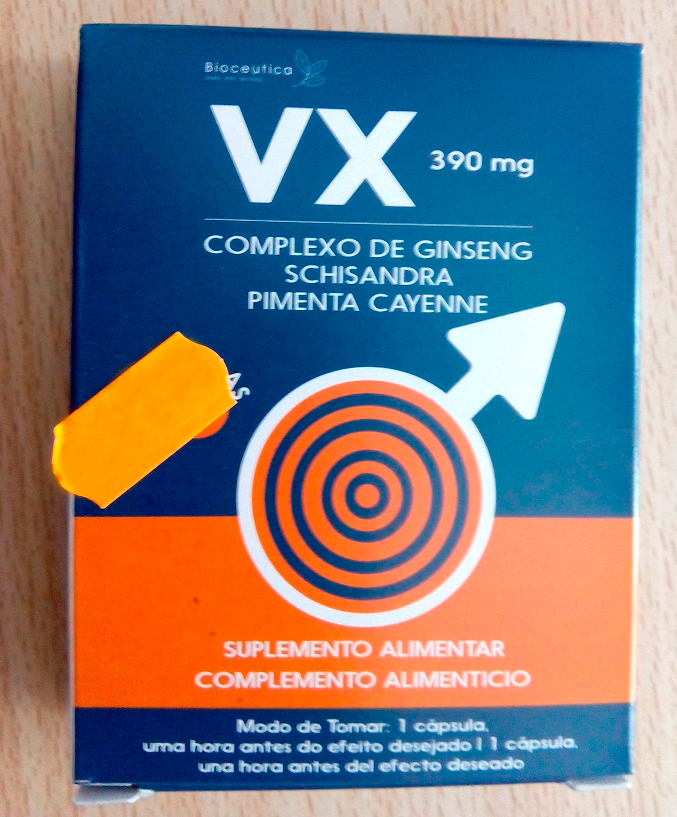 Bioceutica
VX
390 mg
COMPLEXO DE GINSENG
SCHISANDRA
PIMENTA CAYENNE
AS
SUPLEMENTO ALIMENTAR
COMPLEMENTO ALIMENTICIO
Modo de Tomar: 1 cápsula,
uma hora antes do efeito desejado | 1 cápsula,
una hora antes del efecto deseado